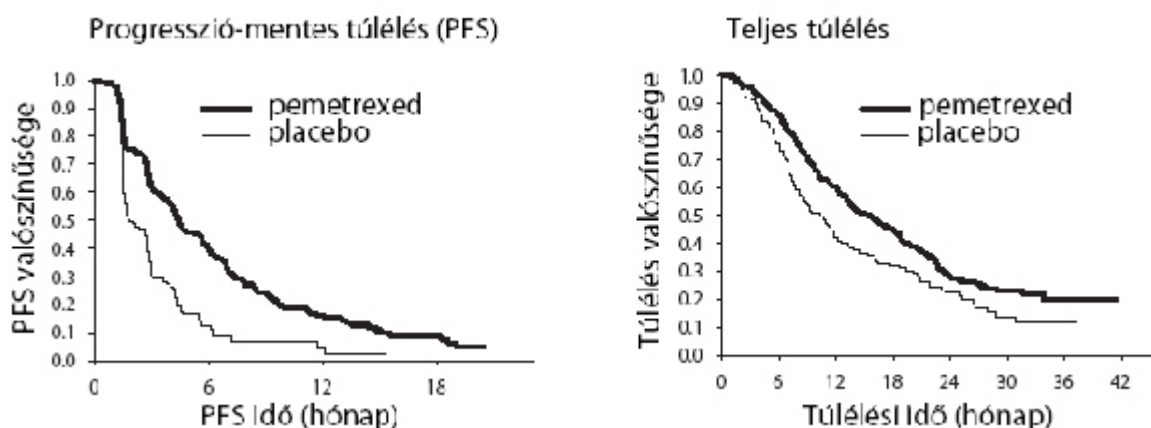 Progresszió-mentes túlélés (PFS)
PFS valószínűsége
1.0
0.9
0.8
0.7
0.6
0.5
0.4
0.3
0.2
0.1
0.0
pemetrexed
placebo
0 6 12 18
PFS Idő (hónap)
Teljes túlélés
Túlélés valószínűsége
1.0
0.9
0.8
0.7
0.6
0.5
0.4
0.3
0.2
0.1
0.0
pemetrexed
placebo
0 6 12 18 24 30 36 42
Túlélési Idő (hónap)